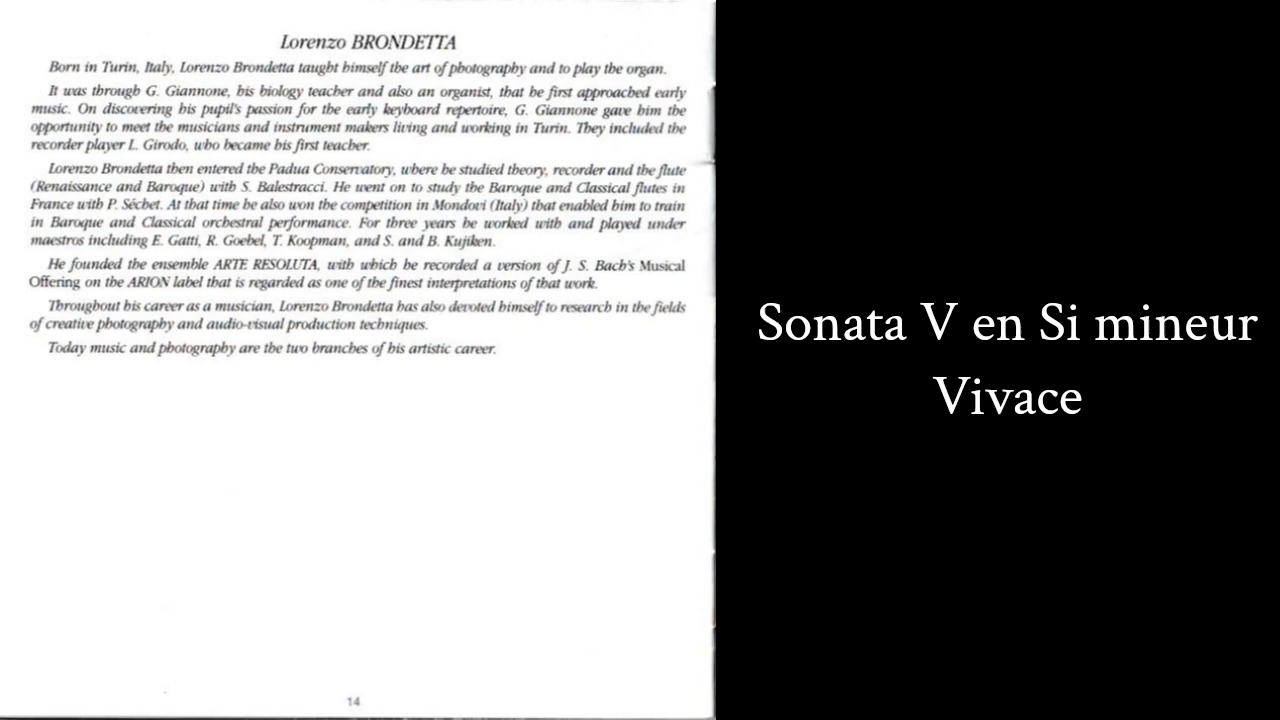 Lorenzo BRONDETTA
Born in Turin, Italy, Lorenzo Brondetta taught himself the art of photography and to play the organ.
It was through G. Giannone, his biology teacher and also an organist, that he first approached early
music. On discovering his pupil's passion for the early keyboard repertoire, G. Giannone gave him the
opportunity to meet the musicians and instrument makers living and working in Turin. They included the
recorder player L. Girodo, who became his first teacher.
Lorenzo Brondetta then entered the Padua Conservatory, where he studied theory, recorder and the flute
(Renaissance and Baroque) with S. Balestracci. He went on to study the Baroque and Classical flutes in
France with P. Séchet. At that time he also won the competition in Mondovi (Italy) that enabled him to train
in Baroque and Classical orchestral performance. For three years he worked with and played under
maestros including E. Gatti, R. Goebel, T. Koopman, and S. and B. Kujiken.
He founded the ensemble ARTE RESOLUTA, with which he recorded a version of J. S. Bach's Musical
Offering on the ARION label that is regarded as one of the finest interpretations of that work.
Throughout his career as a musician, Lorenzo Brondetta has also devoted himself to research in the fields
of creative photography and audio-visual production techniques.
Today music and photography are the two branches of his artistic career.
14
Sonata V en Si mineur
Vivace